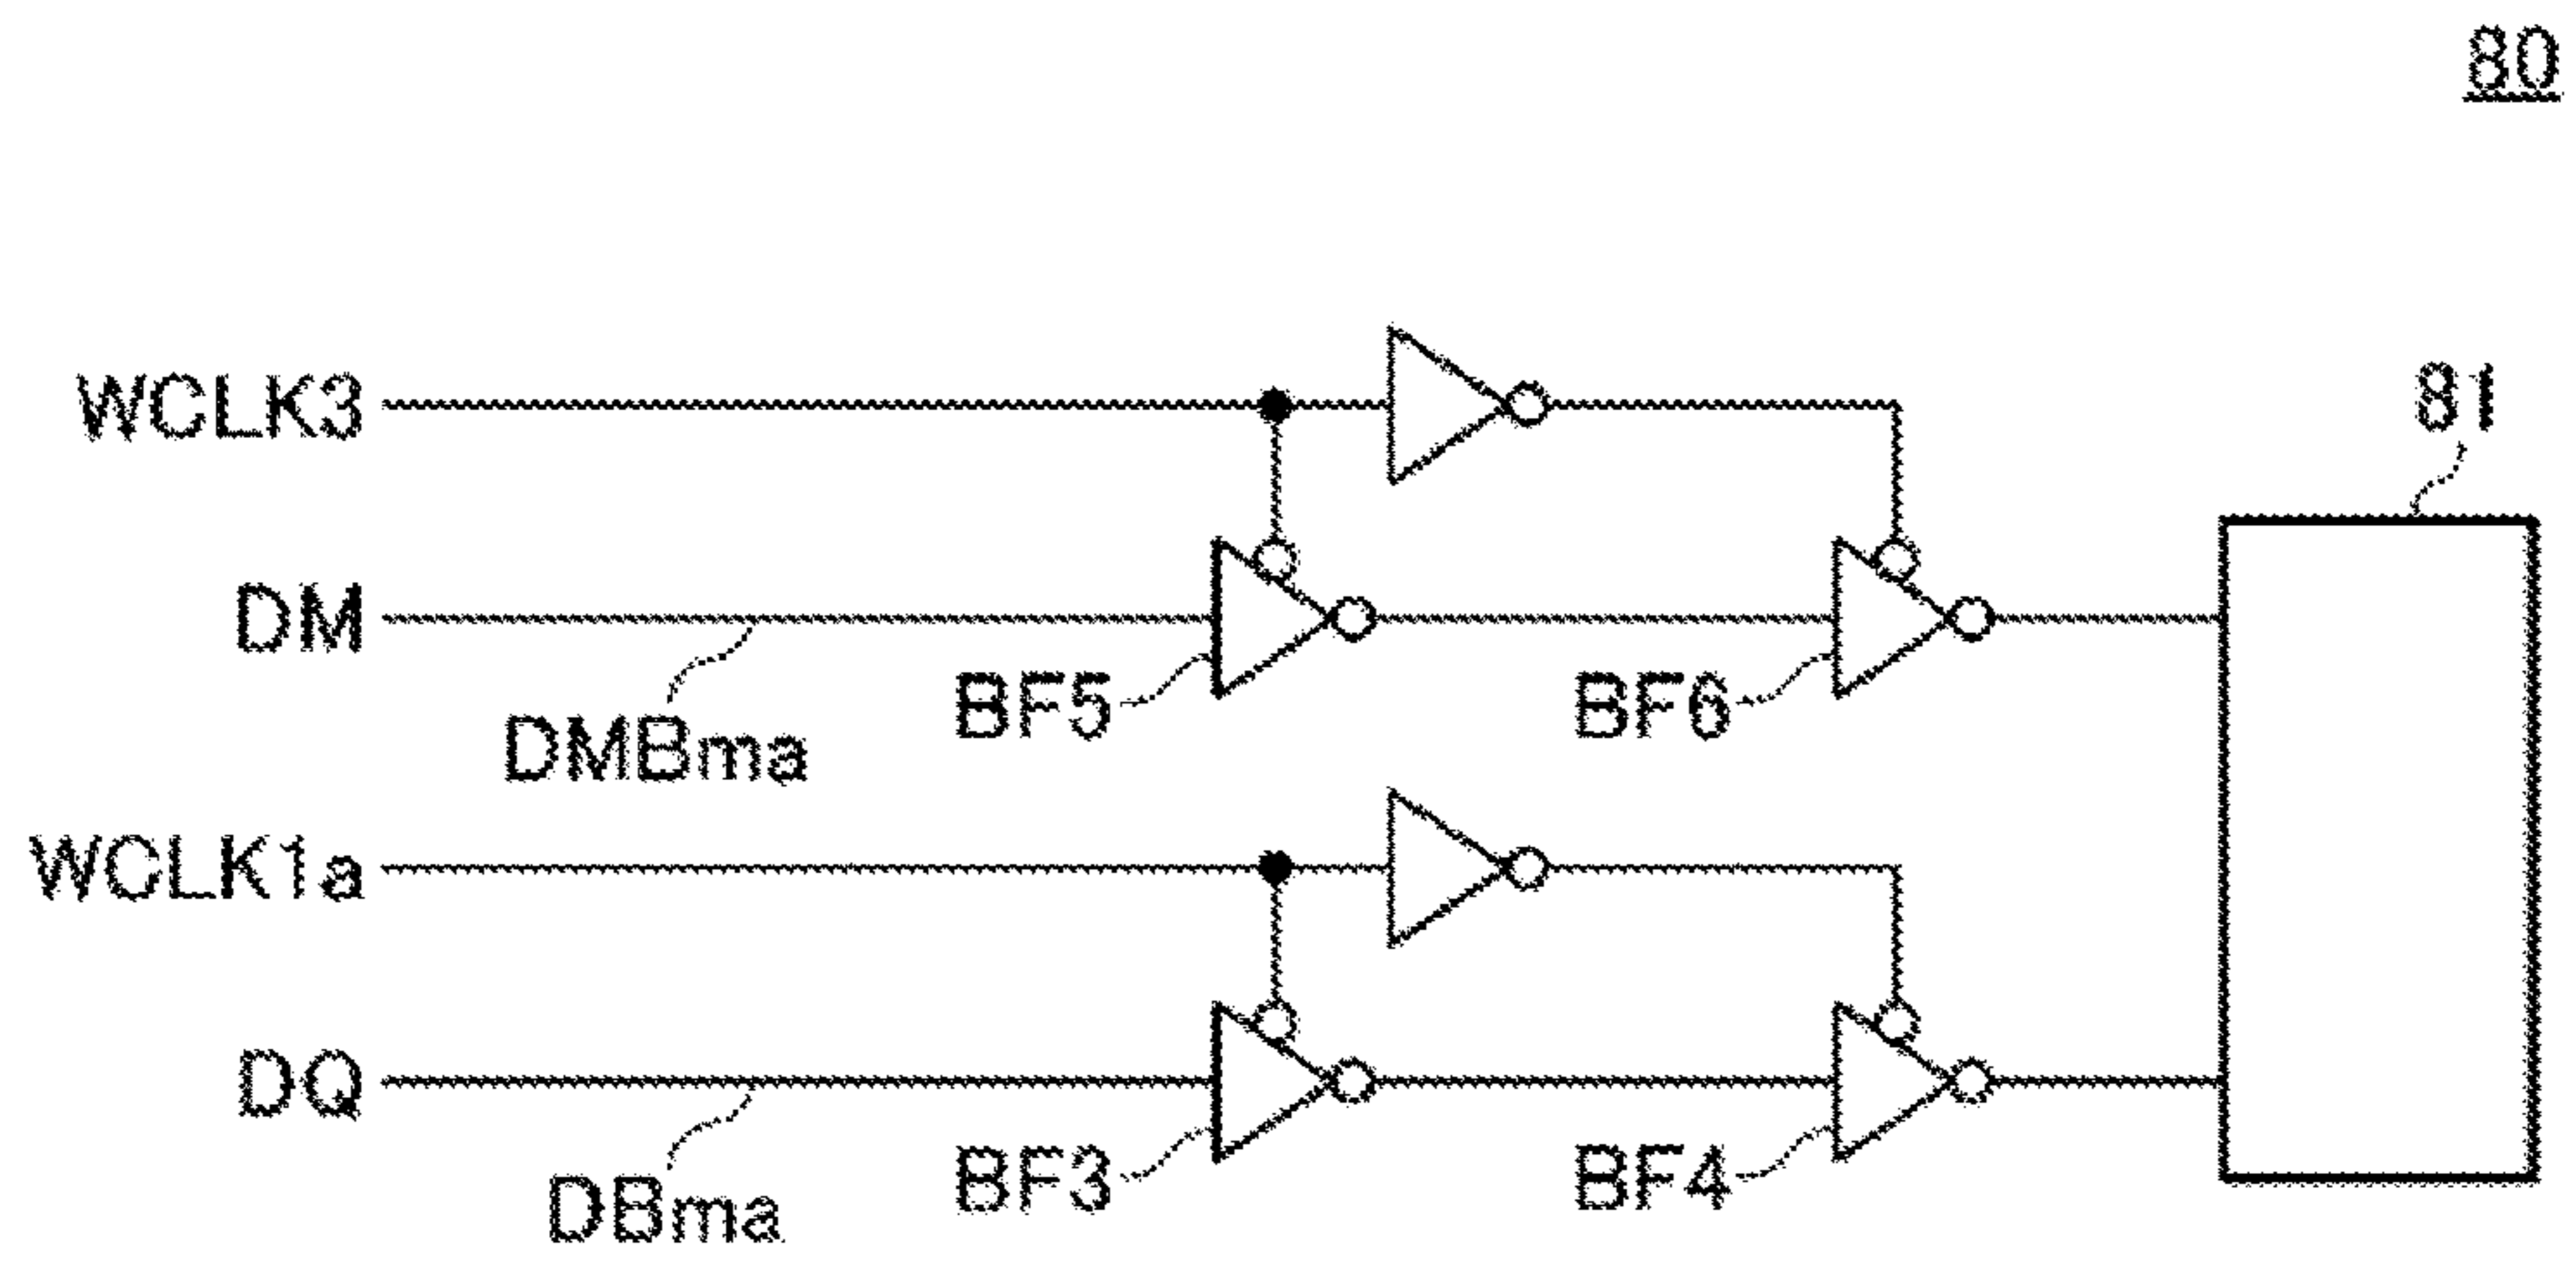 80
WCLK3
81
DM
BF5
BF6
DMBma
WCLK1a
DQ
BF3
BF4
DBma